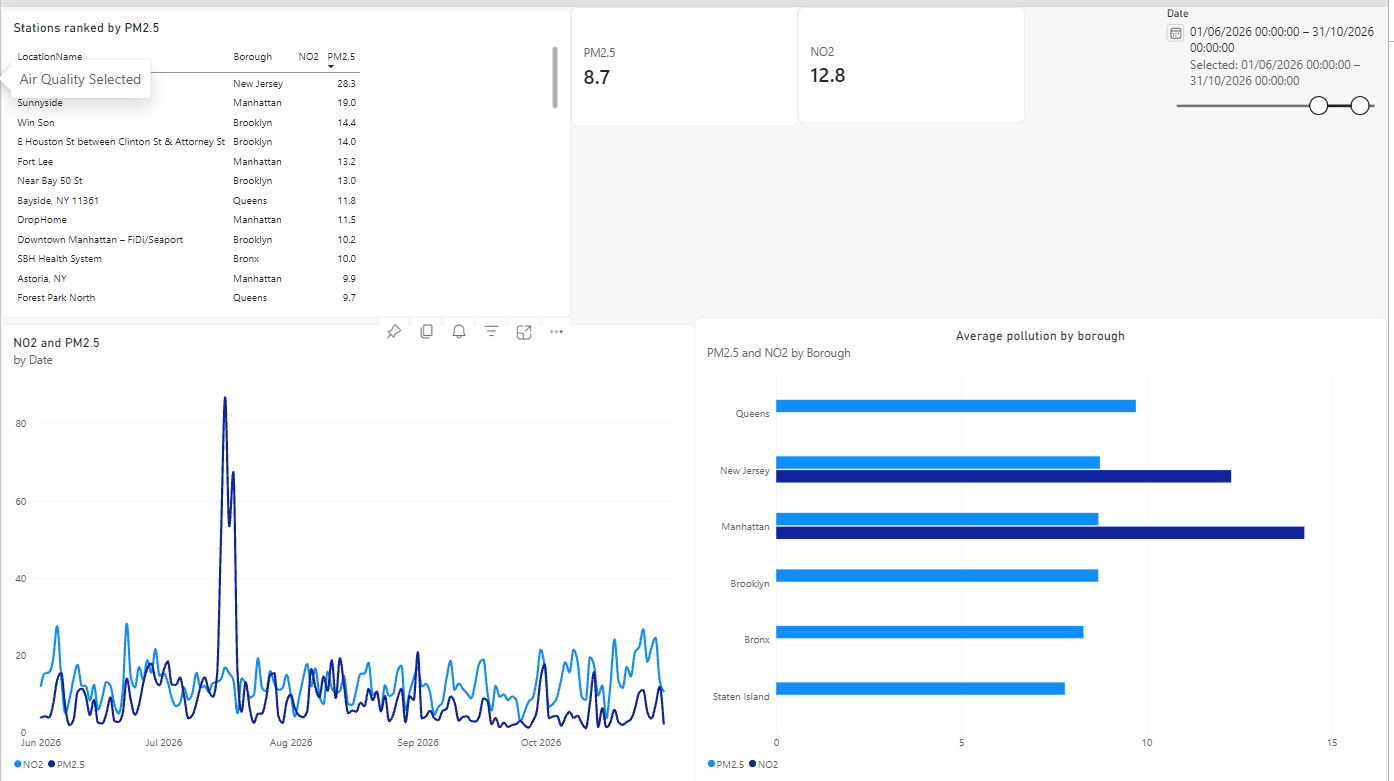 Stations ranked by PM2.5
LocationName Borough NO2 PM2.5
Air Quality Selected
New Jersey 28.3
Sunnyside Manhattan 19.0
Win Son Brooklyn 14.4
E Houston St between Clinton St & Attorney St Brooklyn 14.0
Fort Lee Manhattan 13.2
Near Bay 50 St Brooklyn 13.0
Bayside, NY 11361 Queens 11.8
DropHome Manhattan 11.5
Downtown Manhattan – FiDi/Seaport Brooklyn 10.2
SBH Health System Bronx 10.0
Astoria, NY Manhattan 9.9
Forest Park North Queens 9.7
PM2.5
8.7
NO2
12.8
Date
01/06/2026 00:00:00 – 31/10/2026
00:00:00
Selected: 01/06/2026 00:00:00 –
31/10/2026 00:00:00
NO2 and PM2.5
by Date
80
60
40
20
0
Jun 2026 Jul 2026 Aug 2026 Sep 2026 Oct 2026
NO2 PM2.5
Average pollution by borough
PM2.5 and NO2 by Borough
Queens
New Jersey
Manhattan
Brooklyn
Bronx
Staten Island
0 5 10 15
PM2.5 NO2